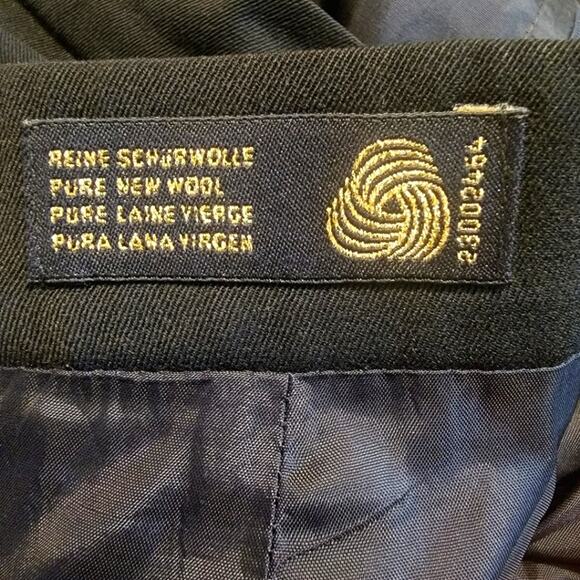 REINE SCHURWOLLE
PURE NEW WOOL
PURE LAINE VIERGE
PURA LANA VIRGEN
23002464